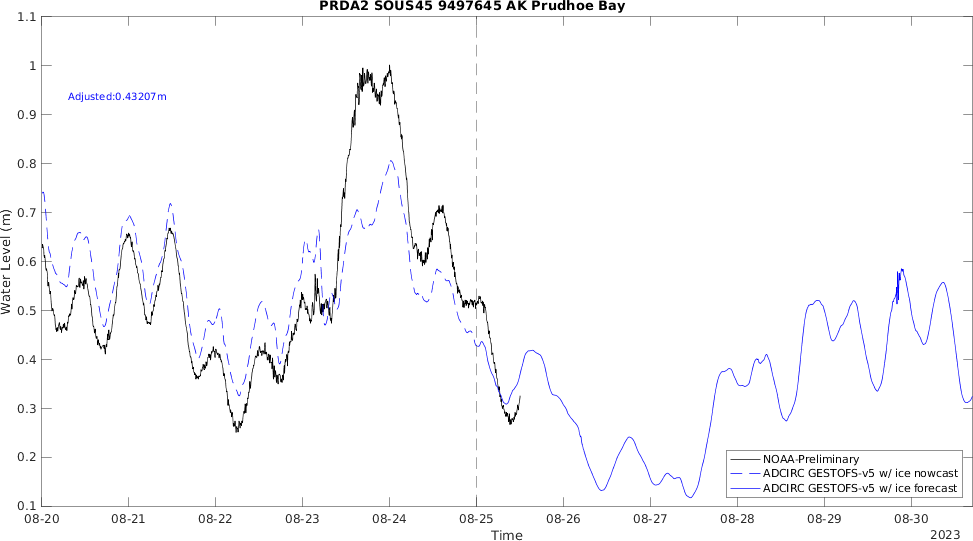 PRDA2 SOUS45 9497645 AK Prudhoe Bay
1.1
1
0.9
0.8
0.7
0.6
0.5
0.4
0.3
0.2
0.1
Water Level (m)
Adjusted:0.43207m
NOAA-Preliminary
ADCIRC GESTOFS-v5 w/ ice nowcast
ADCIRC GESTOFS-v5 w/ ice forecast
08-20 08-21 08-22 08-23 08-24 08-25 08-26 08-27 08-28 08-29 08-30
Time
2023